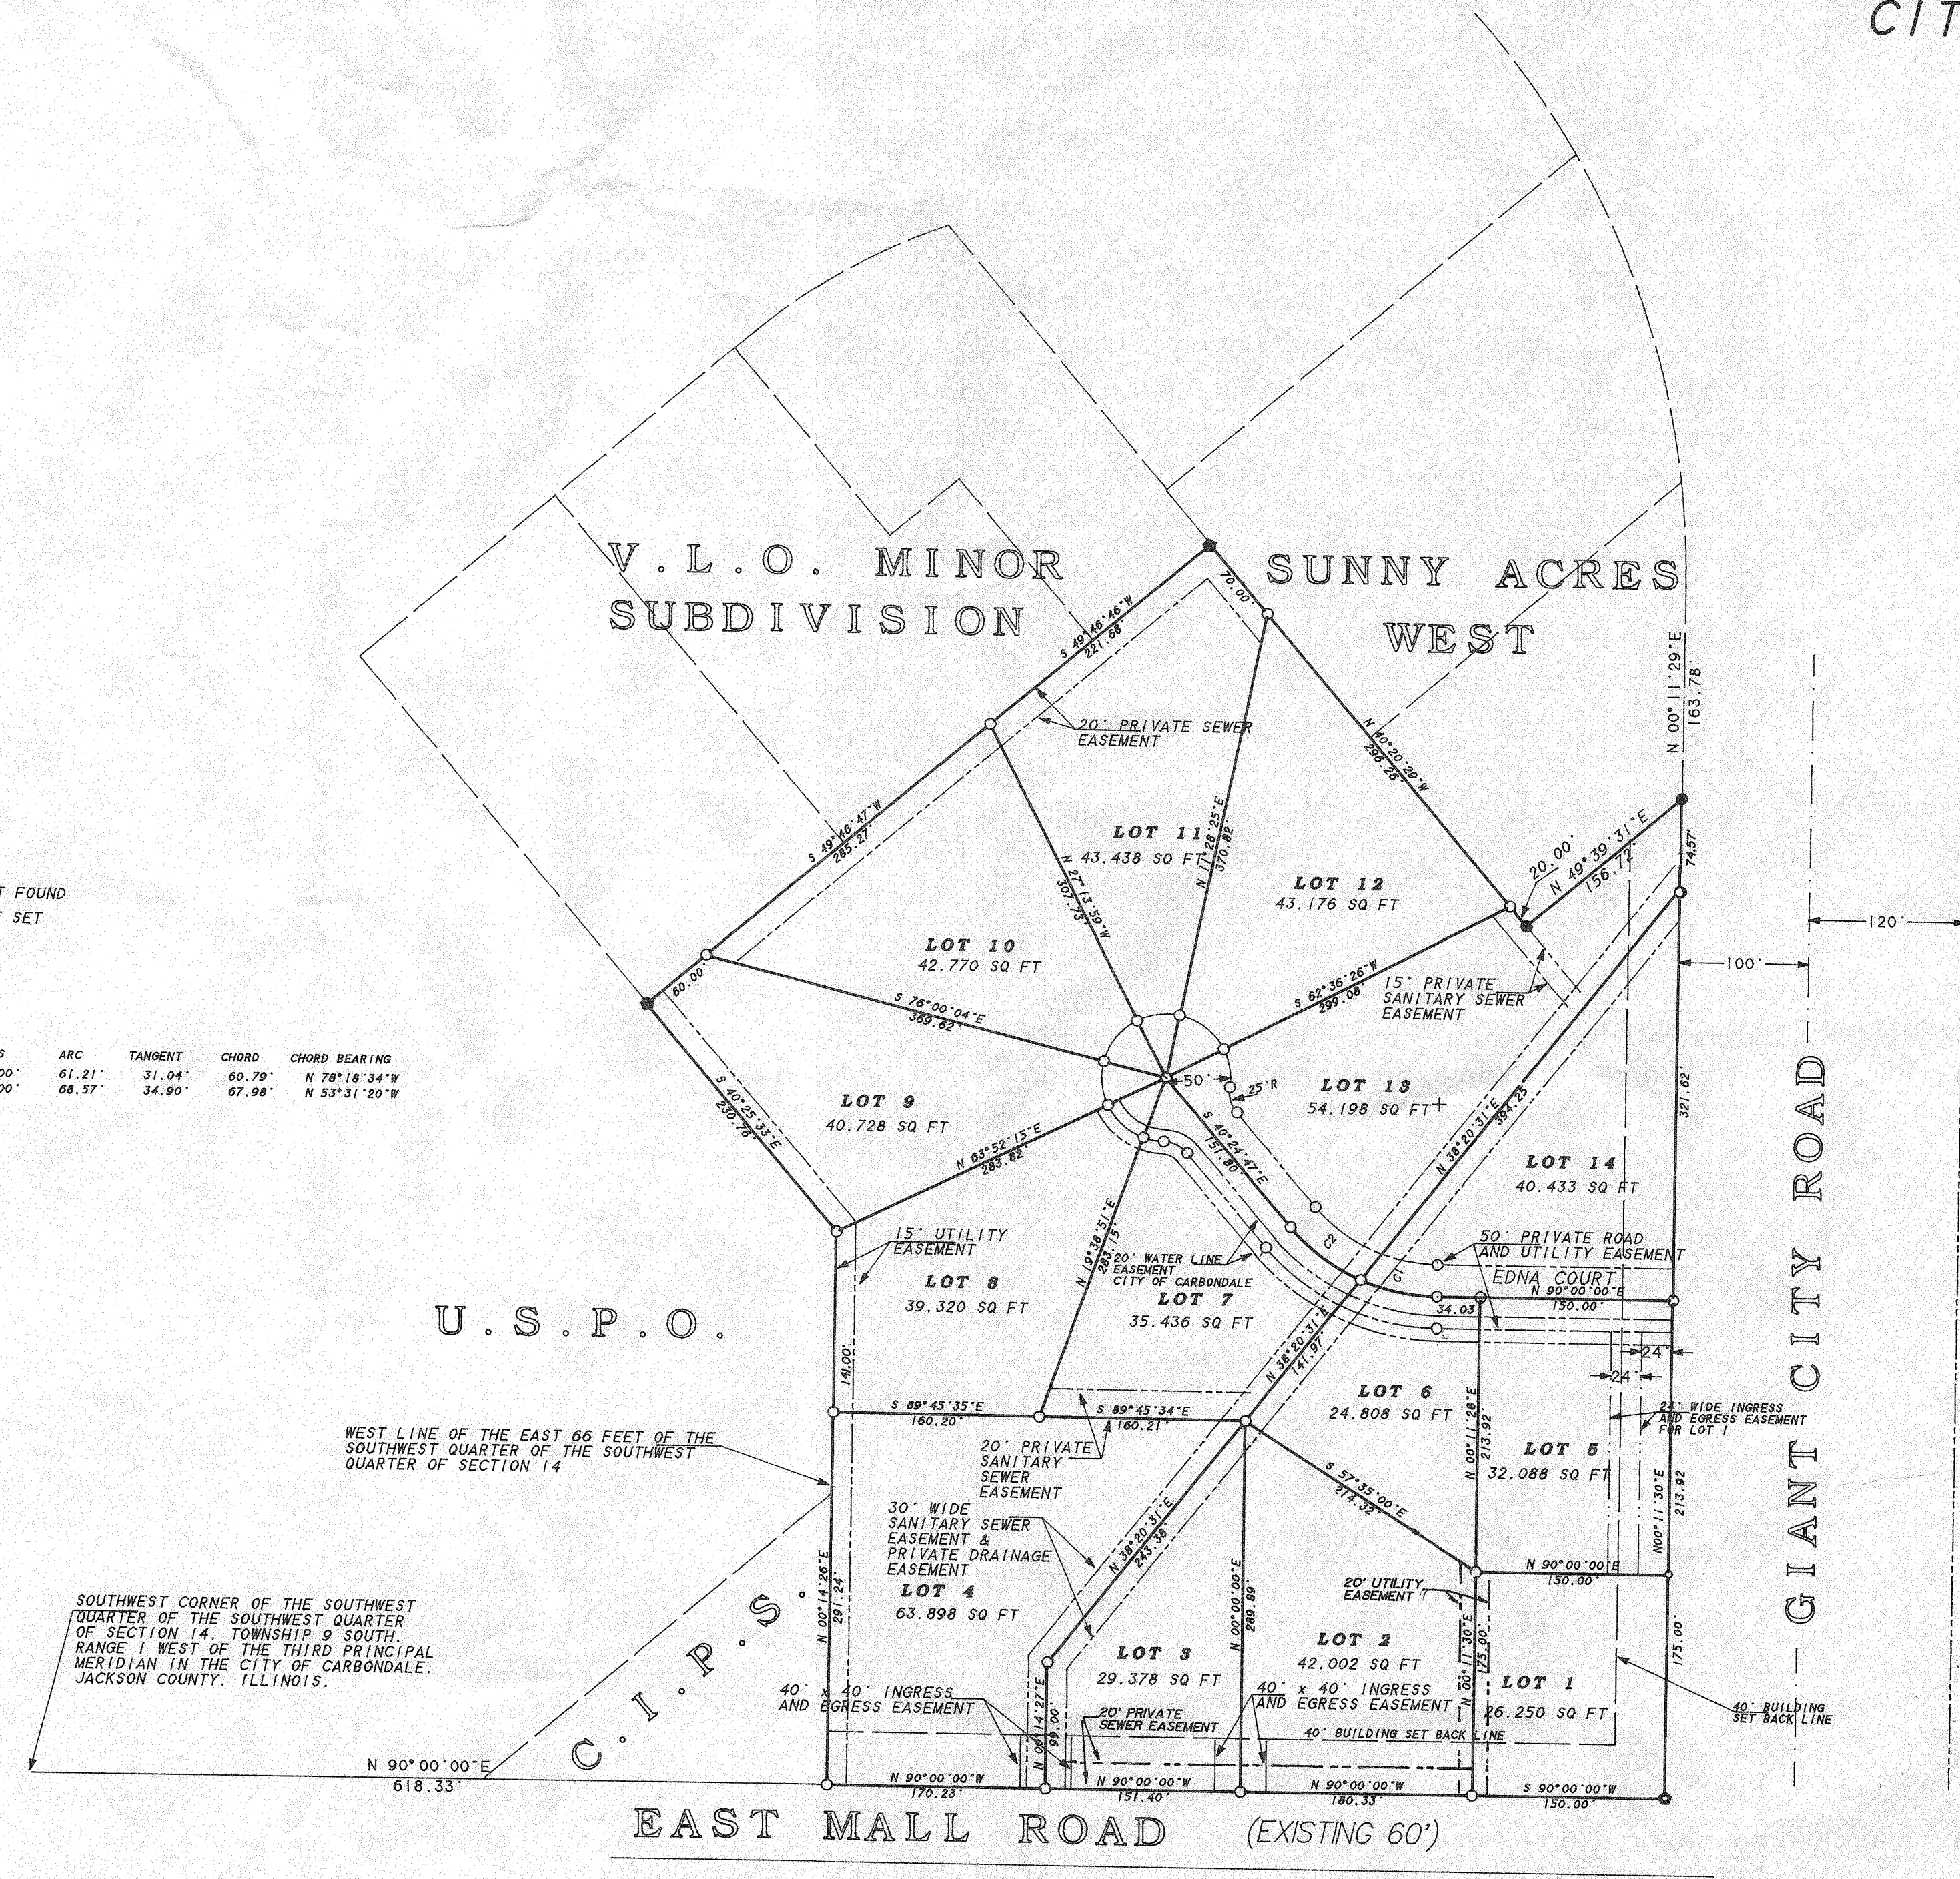 CIT
V.L.O. MINOR
SUBDIVISION
SUNNY ACRES
WEST
N 00°11'29"E
163.78'
70.00'
S 49°46'46"W
221.68'
20' PRIVATE SEWER
EASEMENT
N 40°20'29"W
296.26'
S 49°46'47"W
285.27'
LOT 11
43.438 SQ FT
N 11°28'25"E
370.82'
N 27°13'59"W
307.73'
LOT 12
43.176 SQ FT
20.00'
N 49°39'31"E
156.72'
74.57'
T FOUND
T SET
120'
100'
LOT 10
42.770 SQ FT
60.00'
S 76°00'04"E
369.62'
S 62°36'26"W
299.08'
15' PRIVATE
SANITARY SEWER
EASEMENT
S ARC TANGENT CHORD CHORD BEARING
00' 61.21' 31.04' 60.79' N 78°18'34"W
00' 68.57' 34.90' 67.98' N 53°31'20"W
50'
25'R
LOT 13
54.198 SQ FT
LOT 9
40.728 SQ FT
S 40°25'33"E
230.76'
N 63°52'15"E
283.82'
S 40°24'47"E
151.80'
N 38°20'31"E
394.25'
321.62'
LOT 14
40.433 SQ FT
GIANT CITY ROAD
15' UTILITY
EASEMENT
N 19°38'51"E
283.15'
20' WATER LINE
EASEMENT
CITY OF CARBONDALE
C2
C1
50' PRIVATE ROAD
AND UTILITY EASEMENT
EDNA COURT
N 90°00'00"E
150.00'
34.03
LOT 8
39.320 SQ FT
LOT 7
35.436 SQ FT
U.S.P.O.
141.00'
N 38°20'31"E
141.97'
24'
24'
LOT 6
24.808 SQ FT
N 00°11'28"E
213.92'
WIDE INGRESS
AND EGRESS EASEMENT
FOR LOT 1
S 89°45'35"E
160.20'
S 89°45'34"E
160.21'
WEST LINE OF THE EAST 66 FEET OF THE
SOUTHWEST QUARTER OF THE SOUTHWEST
QUARTER OF SECTION 14
20' PRIVATE
SANITARY
SEWER
EASEMENT
LOT 5
32.088 SQ FT
S 57°35'00"E
214.32'
N00°11'30"E
213.92
30' WIDE
SANITARY SEWER
EASEMENT &
PRIVATE DRAINAGE
EASEMENT
N 38°20'31"E
243.38'
N 90°00'00"E
150.00'
20' UTILITY
EASEMENT
LOT 4
63.898 SQ FT
N 00°14'26"E
291.24'
N 00°00'00"E
289.89'
N 00°11'30"E
175.00'
175.00'
SOUTHWEST CORNER OF THE SOUTHWEST
QUARTER OF THE SOUTHWEST QUARTER
OF SECTION 14. TOWNSHIP 9 SOUTH.
RANGE 1 WEST OF THE THIRD PRINCIPAL
MERIDIAN IN THE CITY OF CARBONDALE.
JACKSON COUNTY. ILLINOIS.
C.I.P.S.
LOT 3
29.378 SQ FT
LOT 2
42.002 SQ FT
LOT 1
26.250 SQ FT
40' x 40' INGRESS
AND EGRESS EASEMENT
N 00°14'27"E
99.00'
20' PRIVATE
SEWER EASEMENT
40' x 40' INGRESS
AND EGRESS EASEMENT
40' BUILDING SET BACK LINE
40' BUILDING
SET BACK LINE
N 90°00'00"E
618.33'
N 90°00'00"W
170.23'
N 90°00'00"W
151.40'
N 90°00'00"W
180.33'
S 90°00'00"W
150.00'
EAST MALL ROAD (EXISTING 60')